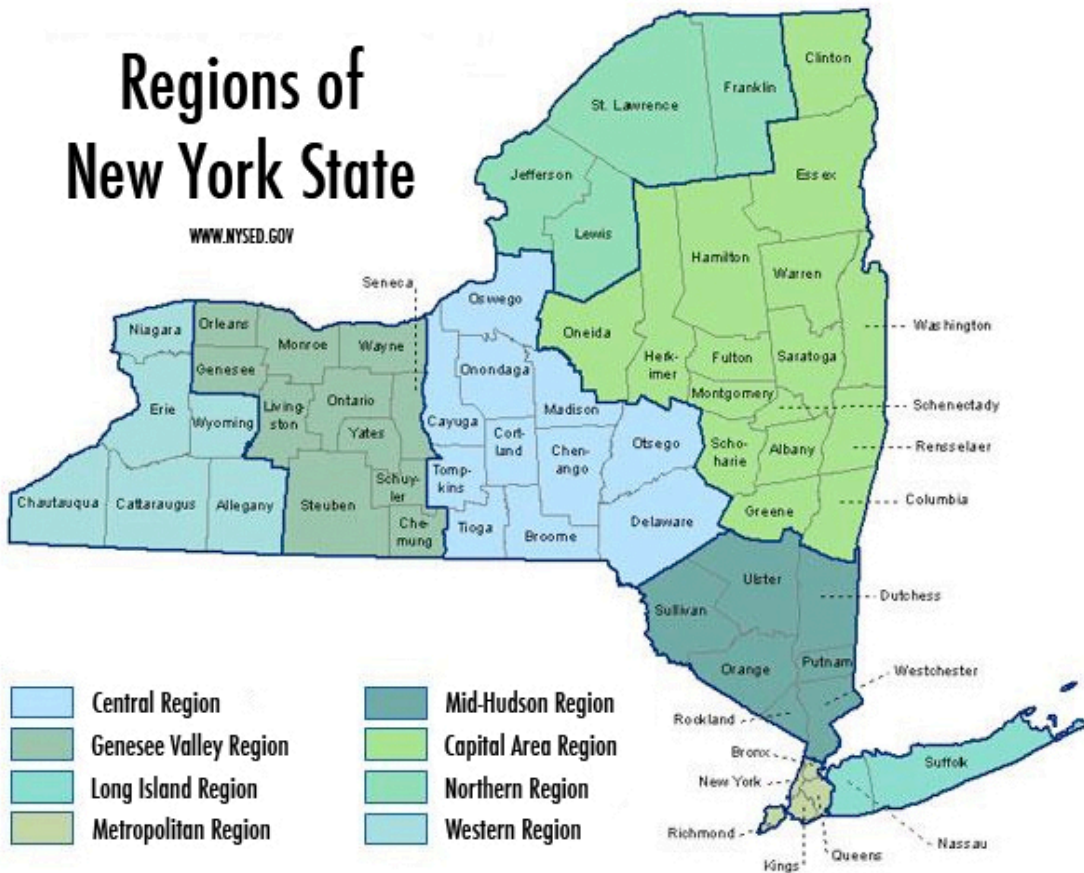 Regions of
New York State
WWW.NYSED.GOV
Clinton
Franklin
St. Lawrence
Essex
Jefferson
Lewis
Hamilton
Warren
Seneca
Oswego
Niagara
Orleans
Monroe
Wayne
Oneida
Washington
Genesee
Onondaga
Herk-
imer
Fulton
Saratoga
Montgomery
Erie
Wyoming
Living-
ston
Ontario
Yates
Cayuga
Madison
Cort-
land
Chen-
ango
Otsego
Scho-
harie
Albany
Schenectady
Rensselaer
Chautauqua
Cattaraugus
Allegany
Steuben
Schuy-
ler
Che-
mung
Tomp-
kins
Tioga
Broome
Delaware
Greene
Columbia
Ulster
Sullivan
Dutchess
Orange
Putnam
Westchester
Rockland
Bronx
New York
Suffolk
Richmond
Kings
Queens
Nassau
Central Region
Genesee Valley Region
Long Island Region
Metropolitan Region
Mid-Hudson Region
Capital Area Region
Northern Region
Western Region